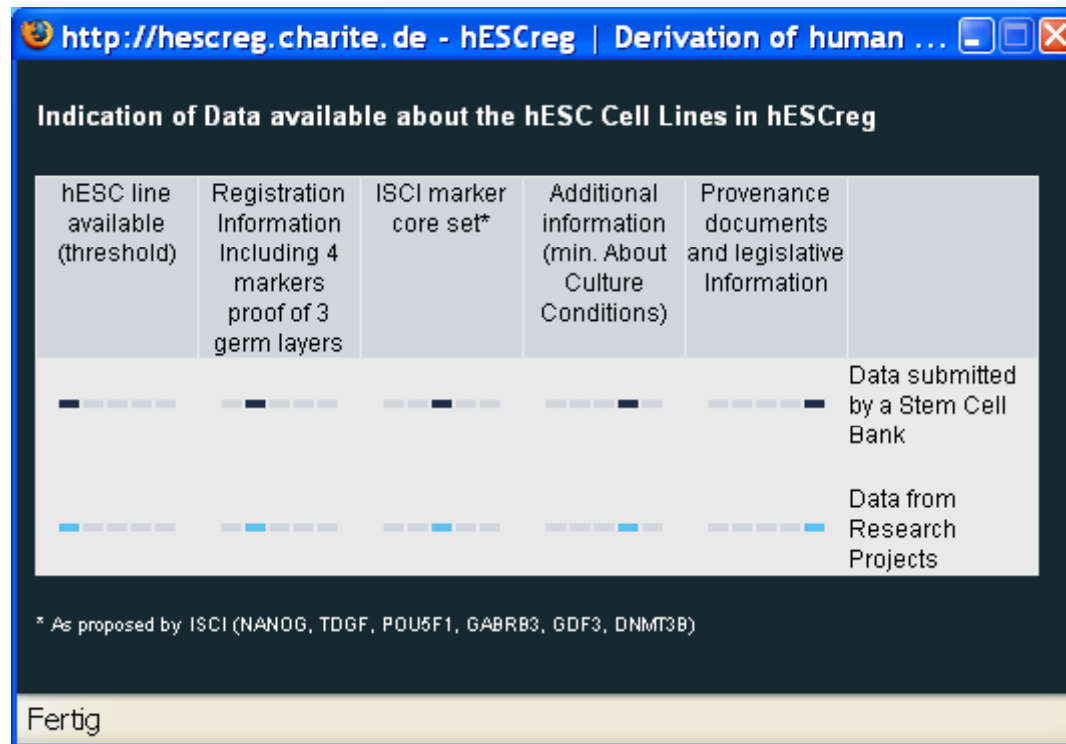 http://hescreg.charite.de - hESCreg | Derivation of human ...
Indication of Data available about the hESC Cell Lines in hESCreg
hESC line
available
(threshold)
Registration
Information
Including 4
markers
proof of 3
germ layers
ISCI marker
core set*
Additional
information
(min. About
Culture
Conditions)
Provenance
documents
and legislative
Information
Data submitted
by a Stem Cell
Bank
Data from
Research
Projects
* As proposed by ISCI (NANOG, TDGF, POU5F1, GABRB3, GDF3, DNMT3B)
Fertig